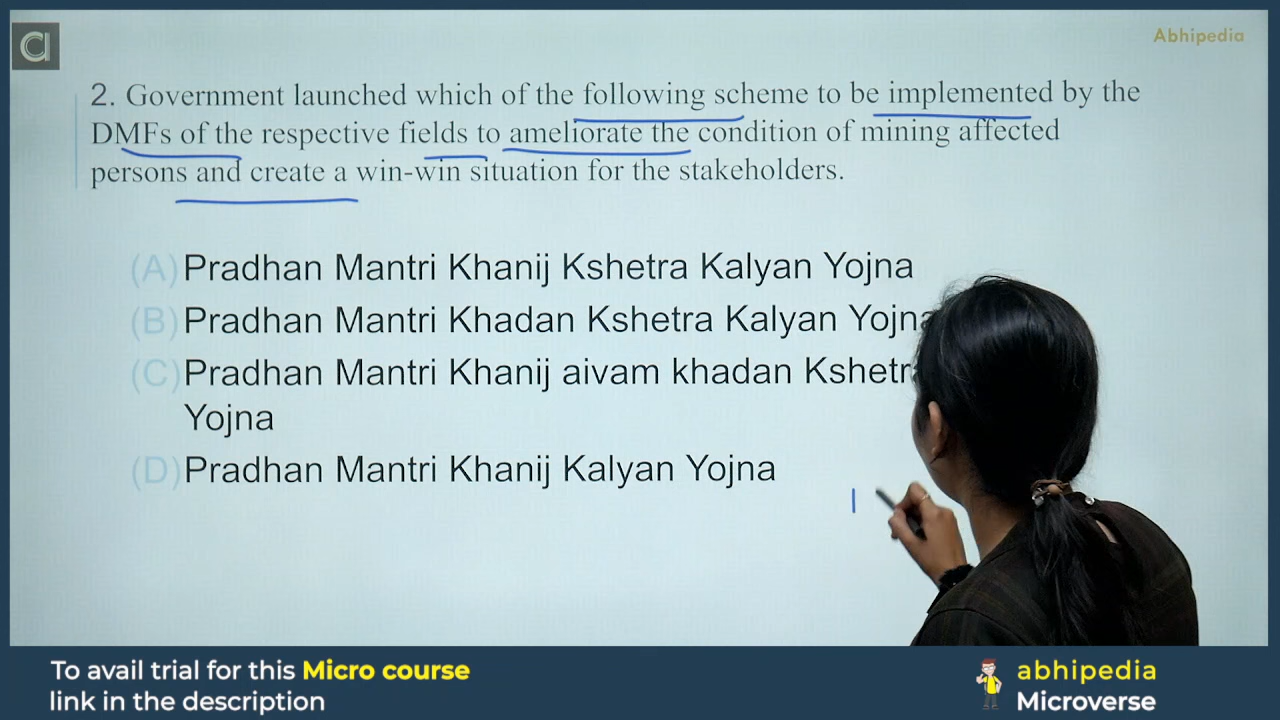 Abhipedia
2. Government launched which of the following scheme to be implemented by the
DMFs of the respective fields to ameliorate the condition of mining affected
persons and create a win-win situation for the stakeholders.
(A) Pradhan Mantri Khanij Kshetra Kalyan Yojna
(B) Pradhan Mantri Khadan Kshetra Kalyan Yojna
(C) Pradhan Mantri Khanij aivam khadan Kshetra
Yojna
(D) Pradhan Mantri Khanij Kalyan Yojna
To avail trial for this Micro course
link in the description
abhipedia
Microverse